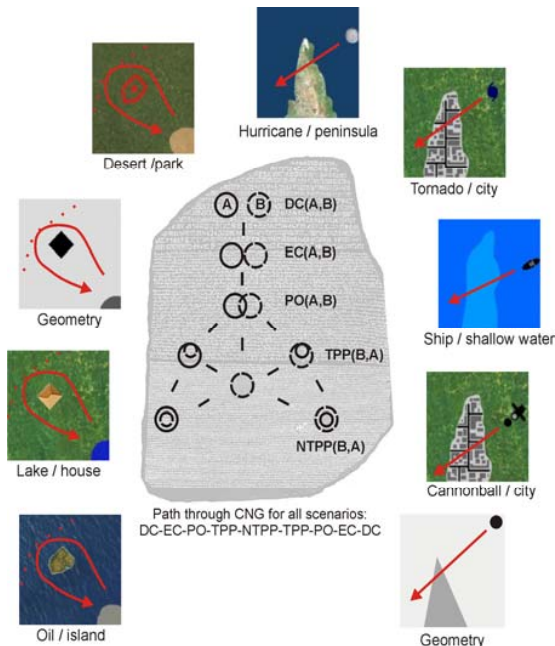 Hurricane / peninsula
Desert /park
Tornado / city
A
B
DC(A,B)
EC(A,B)
Geometry
PO(A,B)
Ship / shallow water
TPP(B,A)
Lake / house
NTPP(B,A)
Cannonball / city
Path through CNG for all scenarios:
DC-EC-PO-TPP-NTPP-TPP-PO-EC-DC
Oil / island
Geometry